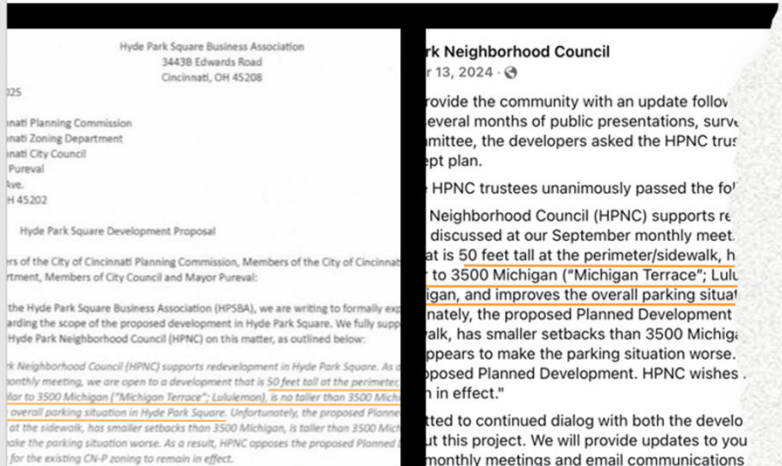 Hyde Park Square Business Association
3443B Edwards Road
Cincinnati, OH 45208
025
nnati Planning Commission
nnati Zoning Department
nnati City Council
Pureval
Ave.
H 45202
Hyde Park Square Development Proposal
ers of the City of Cincinnati Planning Commission, Members of the City of Cincinnat
rtment, Members of City Council and Mayor Pureval:
the Hyde Park Square Business Association (HPSBA), we are writing to formally exp
arding the scope of the proposed development in Hyde Park Square. We fully supp
Hyde Park Neighborhood Council (HPNC) on this matter, as outlined below:
rk Neighborhood Council (HPNC) supports redevelopment in Hyde Park Square. As d
onthly meeting, we are open to a development that is 50 feet tall at the perimeter,
ilar to 3500 Michigan ("Michigan Terrace"; Lululemon), is no taller than 3500 Mich
overall parking situation in Hyde Park Square. Unfortunately, the proposed Planne
at the sidewalk, has smaller setbacks than 3500 Michigan, is taller than 3500 Mich
ake the parking situation worse. As a result, HPNC opposes the proposed Planned
for the existing CN-P zoning to remain in effect.
rk Neighborhood Council
r 13, 2024
rovide the community with an update follow
everal months of public presentations, surve
mmittee, the developers asked the HPNC trus
ept plan.
HPNC trustees unanimously passed the fol
Neighborhood Council (HPNC) supports re
discussed at our September monthly meet
at is 50 feet tall at the perimeter/sidewalk, h
r to 3500 Michigan ("Michigan Terrace"; Lulu
igan, and improves the overall parking situat
nately, the proposed Planned Development
valk, has smaller setbacks than 3500 Michiga
ppears to make the parking situation worse.
oposed Planned Development. HPNC wishes
n in effect."
tted to continued dialog with both the develo
ut this project. We will provide updates to you
monthly meetings and email communications